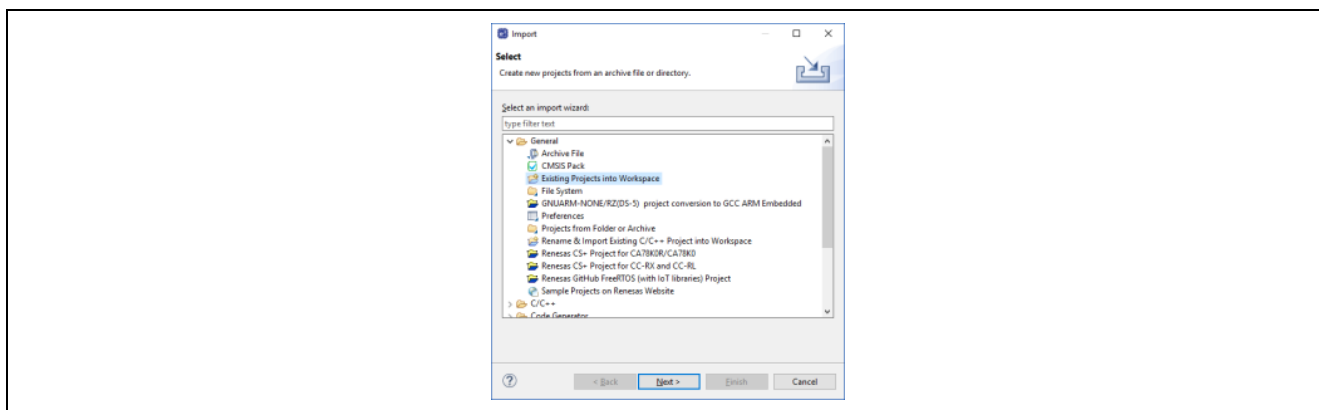 Import
Select
Create new projects from an archive file or directory.
Select an import wizard:
type filter text
General
Archive File
CMSIS Pack
Existing Projects into Workspace
File System
GNUARM-NONE/RZ(DS-5) project conversion to GCC ARM Embedded
Preferences
Projects from Folder or Archive
Rename & Import Existing C/C++ Project into Workspace
Renesas CS+ Project for CA78K0R/CA78K0
Renesas CS+ Project for CC-RX and CC-RL
Renesas GitHub FreeRTOS (with IoT libraries) Project
Sample Projects on Renesas Website
C/C++
Code Generator
? < Back Next > Finish Cancel